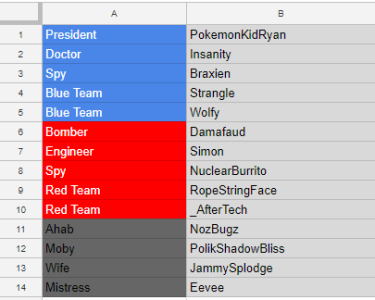 A B
1 President PokemonKidRyan
2 Doctor Insanity
3 Spy Braxien
4 Blue Team Strangle
5 Blue Team Wolfy
6 Bomber Damafaud
7 Engineer Simon
8 Spy NuclearBurrito
9 Red Team RopeStringFace
10 Red Team _AfterTech
11 Ahab NozBugz
12 Moby PolikShadowBliss
13 Wife JammySplodge
14 Mistress Eevee